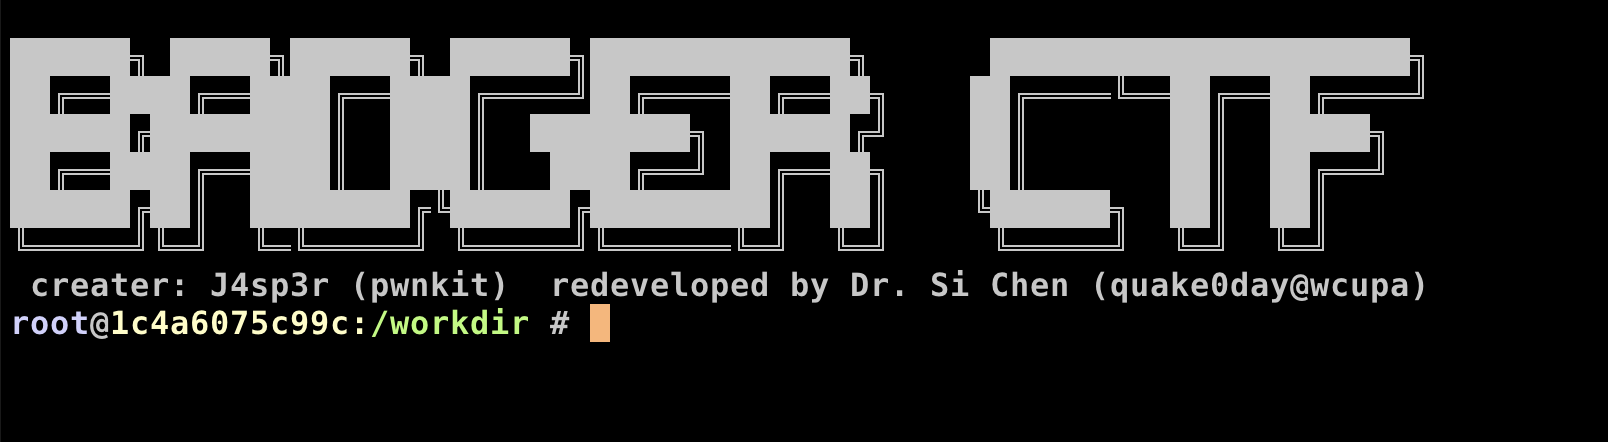 BADGER CTF
creater: J4sp3r (pwnkit)  redeveloped by Dr. Si Chen (quake0day@wcupa)
root@1c4a6075c99c:/workdir #